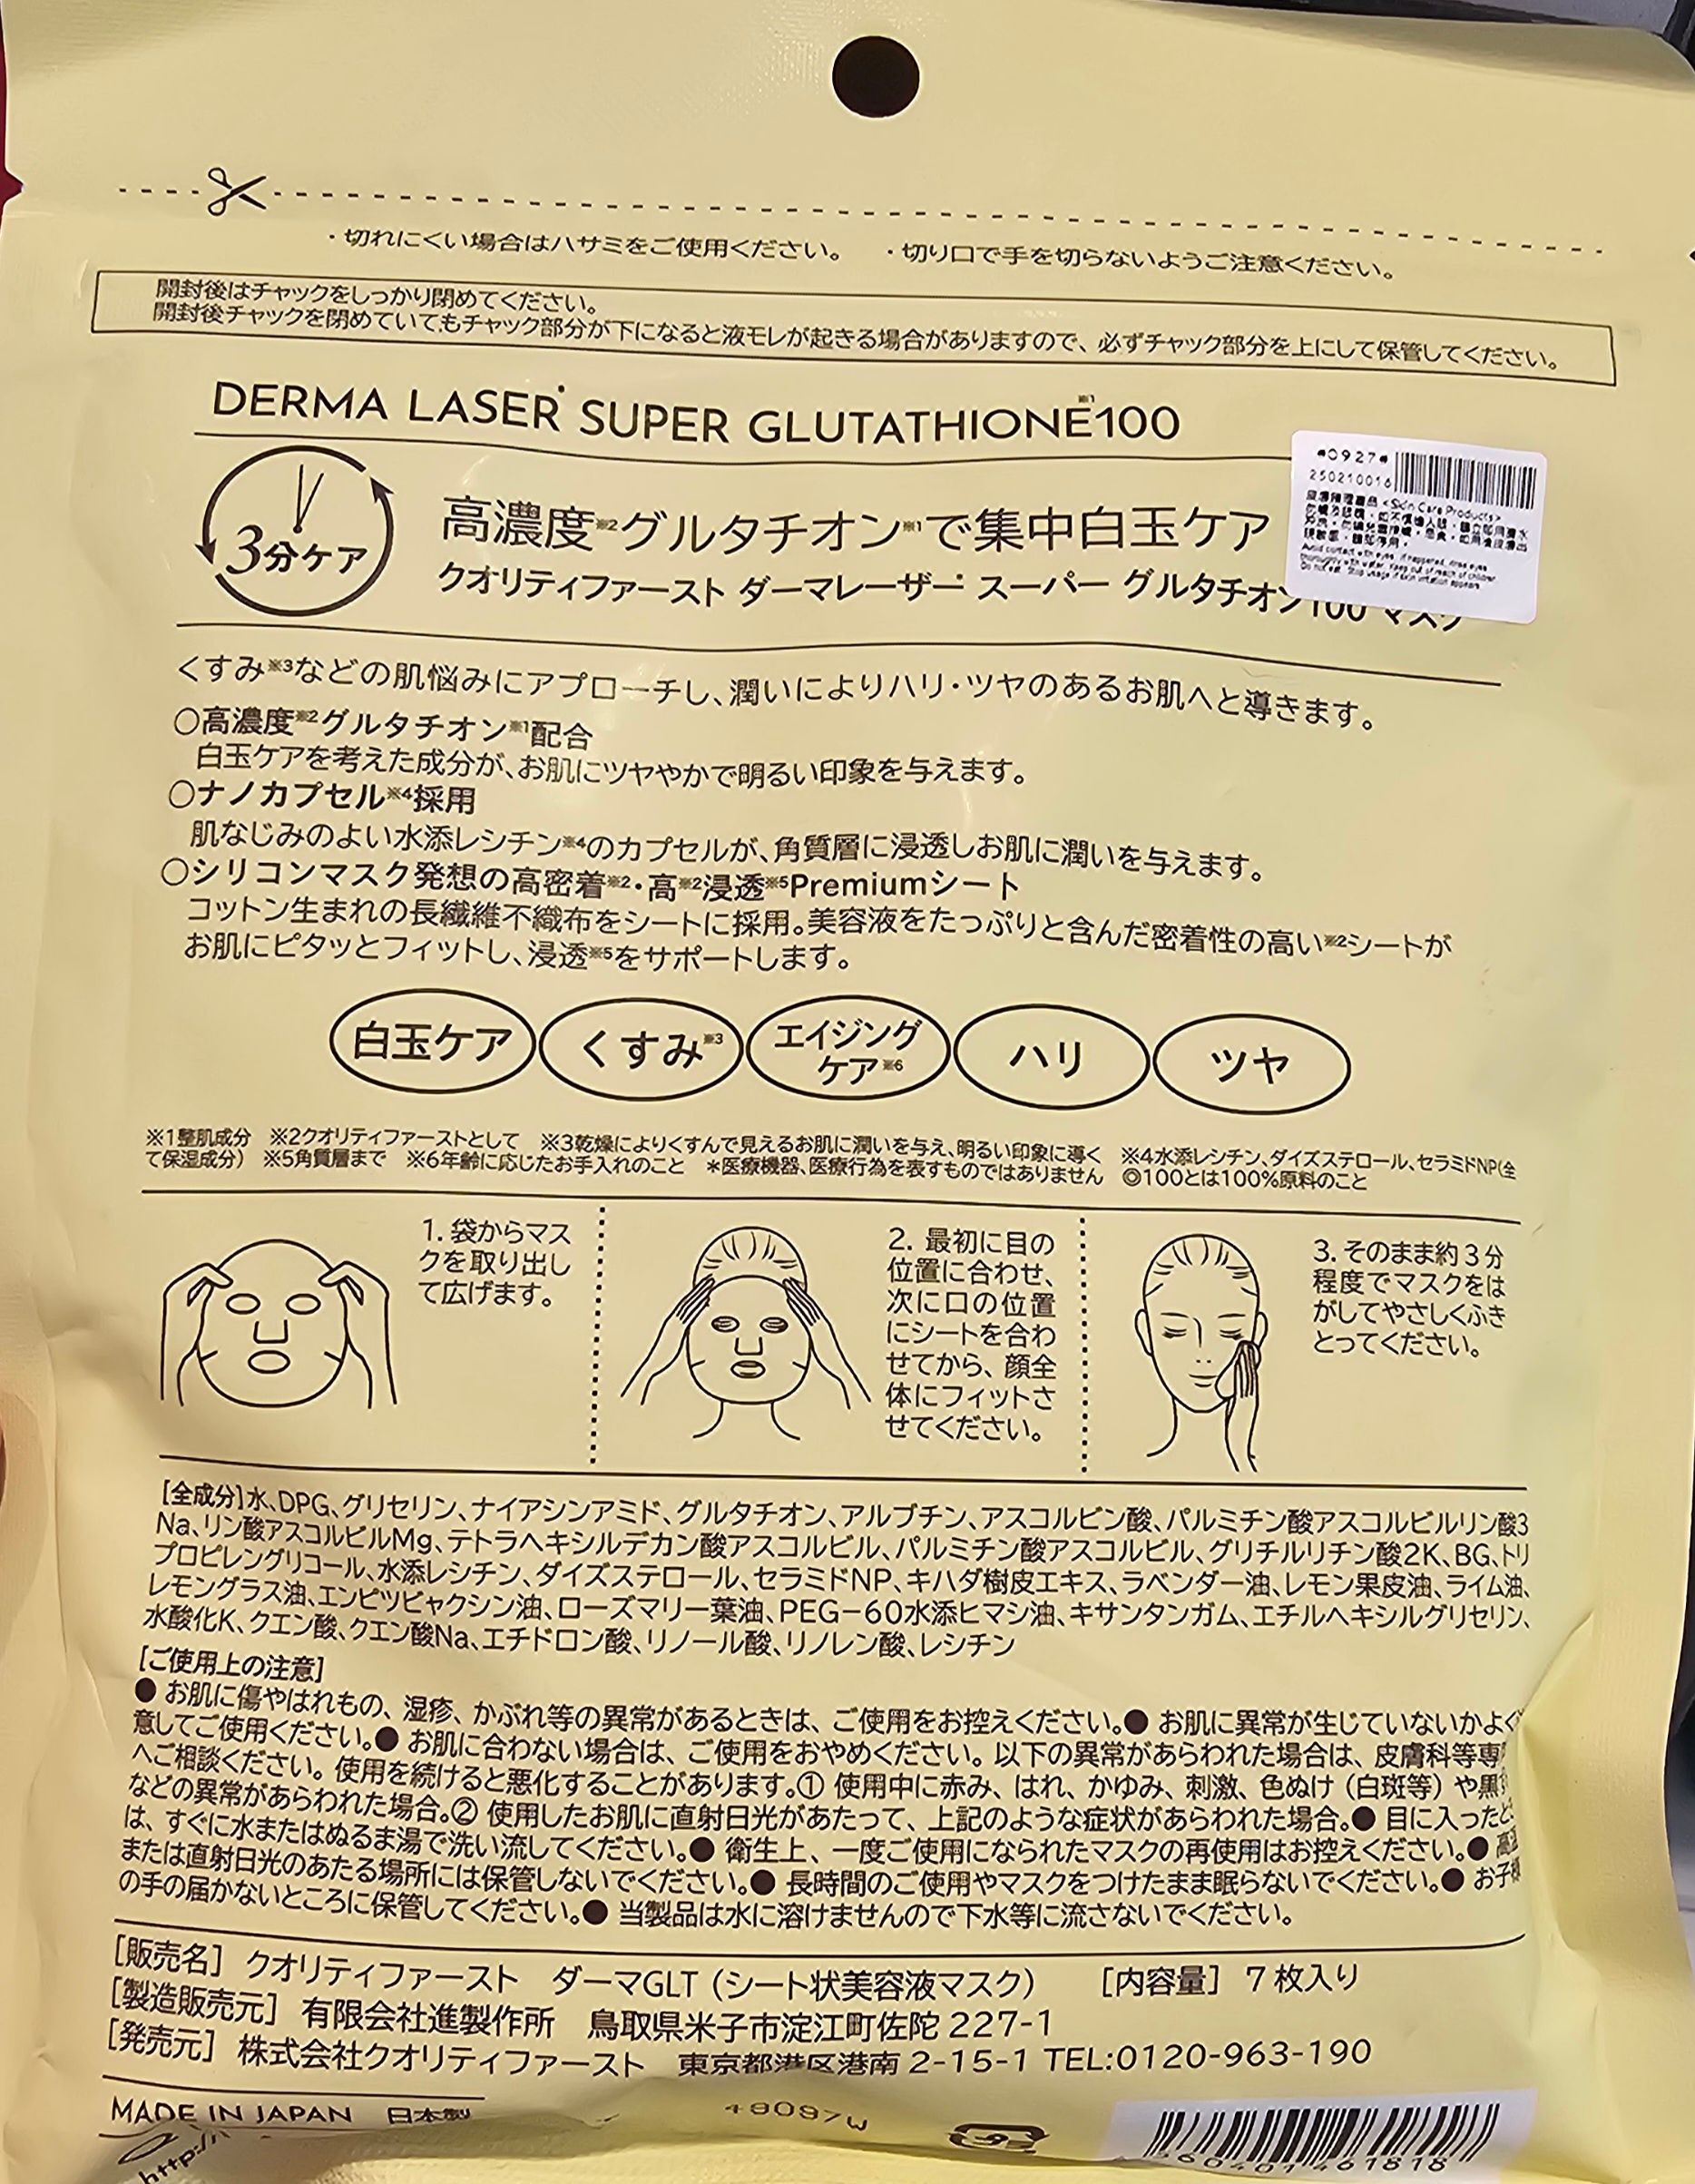 ・切れにくい場合はハサミをご使用ください。 ・切り口で手を切らないようご注意ください。
開封後はチャックをしっかり閉めてください。
開封後チャックを閉めていてもチャック部分が下になると液モレが起きる場合がありますので、必ずチャック部分を上にして保管してください。
DERMA LASER* SUPER GLUTATHIONE※1100
3分ケア
高濃度※2グルタチオン※1で集中白玉ケア
クオリティファースト ダーマレーザー* スーパー グルタチオン100 マスク
09274
250210016
<Skin Care Products>
Avoid contact with eyes, if happened, rinse eyes
thoroughly with water. Keep out of reach of children
Do not eat. Stop usage if skin irritation appears
くすみ※3などの肌悩みにアプローチし、潤いによりハリ・ツヤのあるお肌へと導きます。
○高濃度※2グルタチオン※1配合
白玉ケアを考えた成分が、お肌にツヤやかで明るい印象を与えます。
○ナノカプセル※4採用
肌なじみのよい水添レシチン※4のカプセルが、角質層に浸透しお肌に潤いを与えます。
○シリコンマスク発想の高密着※2・高※2浸透※5Premiumシート
コットン生まれの長繊維不織布をシートに採用。美容液をたっぷりと含んだ密着性の高い※2シートが
お肌にピタッとフィットし、浸透※5をサポートします。
白玉ケア くすみ※3 エイジングケア※6 ハリ ツヤ
※1整肌成分 ※2クオリティファーストとして ※3乾燥によりくすんで見えるお肌に潤いを与え、明るい印象に導く ※4水添レシチン、ダイズステロール、セラミドNP(全
て保湿成分) ※5角質層まで ※6年齢に応じたお手入れのこと *医療機器、医療行為を表すものではありません ◎100とは100%原料のこと
1. 袋からマス
クを取り出し
て広げます。
2. 最初に目の
位置に合わせ、
次に口の位置
にシートを合わ
せてから、顔全
体にフィットさ
せてください。
3. そのまま約3分
程度でマスクをは
がしてやさしくふき
とってください。
[全成分]水、DPG、グリセリン、ナイアシンアミド、グルタチオン、アルブチン、アスコルビン酸、パルミチン酸アスコルビルリン酸3
Na、リン酸アスコルビルMg、テトラヘキシルデカン酸アスコルビル、パルミチン酸アスコルビル、グリチルリチン酸2K、BG、トリ
プロピレングリコール、水添レシチン、ダイズステロール、セラミドNP、キハダ樹皮エキス、ラベンダー油、レモン果皮油、ライム油、
レモングラス油、エンピツビャクシン油、ローズマリー葉油、PEG-60水添ヒマシ油、キサンタンガム、エチルヘキシルグリセリン、
水酸化K、クエン酸、クエン酸Na、エチドロン酸、リノール酸、リノレン酸、レシチン
[ご使用上の注意]
● お肌に傷やはれもの、湿疹、かぶれ等の異常があるときは、ご使用をお控えください。● お肌に異常が生じていないかよく
意してご使用ください。● お肌に合わない場合は、ご使用をおやめください。以下の異常があらわれた場合は、皮膚科等専
へご相談ください。使用を続けると悪化することがあります。① 使用中に赤み、はれ、かゆみ、刺激、色ぬけ(白斑等)や黒
などの異常があらわれた場合。② 使用したお肌に直射日光があたって、上記のような症状があらわれた場合。● 目に入ったと
は、すぐに水またはぬるま湯で洗い流してください。● 衛生上、一度ご使用になられたマスクの再使用はお控えください。● 高
または直射日光のあたる場所には保管しないでください。● 長時間のご使用やマスクをつけたまま眠らないでください。● お子
の手の届かないところに保管してください。● 当製品は水に溶けませんので下水等に流さないでください。
[販売名] クオリティファースト ダーマGLT(シート状美容液マスク) [内容量] 7枚入り
[製造販売元] 有限会社進製作所 鳥取県米子市淀江町佐陀 227-1
[発売元] 株式会社クオリティファースト 東京都港区港南 2-15-1 TEL:0120-963-190
MADE IN JAPAN 日本製
49097W
http://